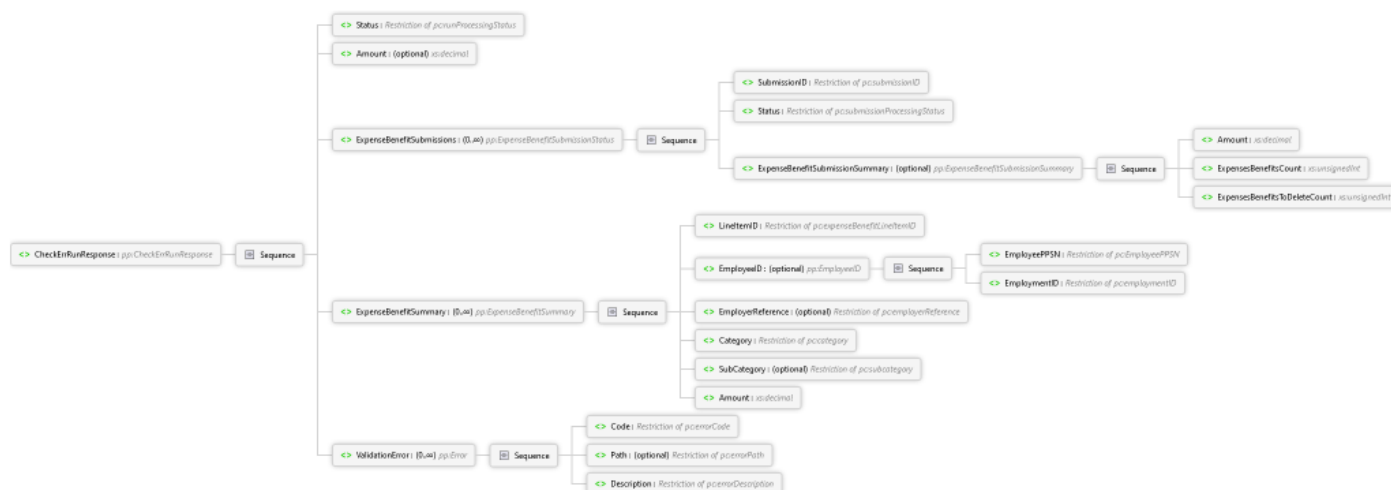 <> Status : Restriction of pc:runProcessingStatus
<> Amount : (optional) xs:decimal
<> SubmissionID : Restriction of pc:submissionID
<> Status : Restriction of pc:submissionProcessingStatus
<> ExpenseBenefitSubmissions : (0..∞) pp:ExpenseBenefitSubmissionStatus
Sequence
<> Amount : xs:decimal
<> ExpenseBenefitSubmissionSummary : (optional) pp:ExpenseBenefitSubmissionSummary
Sequence
<> ExpensesBenefitsCount : xs:unsignedInt
<> ExpensesBenefitsToDeleteCount : xs:unsignedInt
<> LineItemID : Restriction of pc:expenseBenefitLineItemID
<> CheckErrRunResponse : pp:CheckErrRunResponse
Sequence
<> EmployeeID : (optional) pp:EmployeeID
Sequence
<> EmployeePPSN : Restriction of pc:EmployeePPSN
<> EmploymentID : Restriction of pc:employmentID
<> ExpenseBenefitSummary : (0..∞) pp:ExpenseBenefitSummary
Sequence
<> EmployerReference : (optional) Restriction of pc:employerReference
<> Category : Restriction of pc:category
<> SubCategory : (optional) Restriction of pc:subcategory
<> Amount : xs:decimal
<> Code : Restriction of pc:errorCode
<> ValidationError : (0..∞) pp:Error
Sequence
<> Path : (optional) Restriction of pc:errorPath
<> Description : Restriction of pc:errorDescription